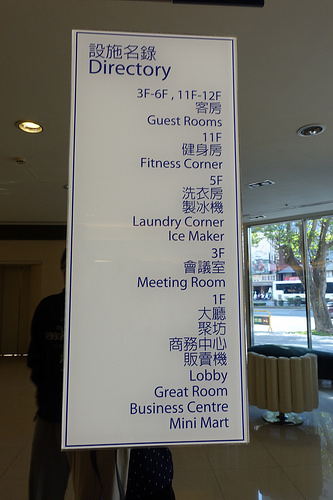 設施名錄
Directory
3F-6F , 11F-12F
客房
Guest Rooms
11F
健身房
Fitness Corner
5F
洗衣房
製冰機
Laundry Corner
Ice Maker
3F
會議室
Meeting Room
1F
大廳
聚坊
商務中心
販賣機
Lobby
Great Room
Business Centre
Mini Mart